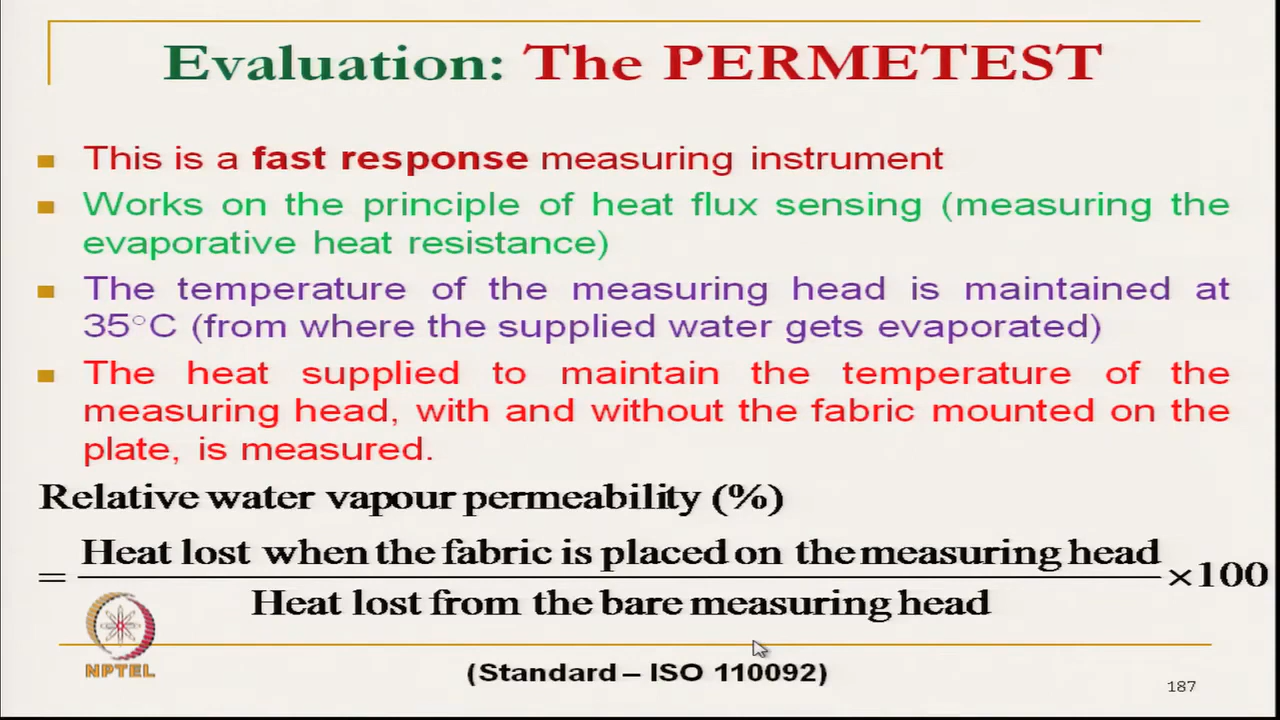 Evaluation: The PERMETEST
This is a fast response measuring instrument
Works on the principle of heat flux sensing (measuring the
evaporative heat resistance)
The temperature of the measuring head is maintained at
35°C (from where the supplied water gets evaporated)
The heat supplied to maintain the temperature of the
measuring head, with and without the fabric mounted on the
plate, is measured.
Relative water vapour permeability (%)
Heat lost when the fabric is placed on the measuring head
= ×100
Heat lost from the bare measuring head
NPTEL
(Standard – ISO 110092)
187